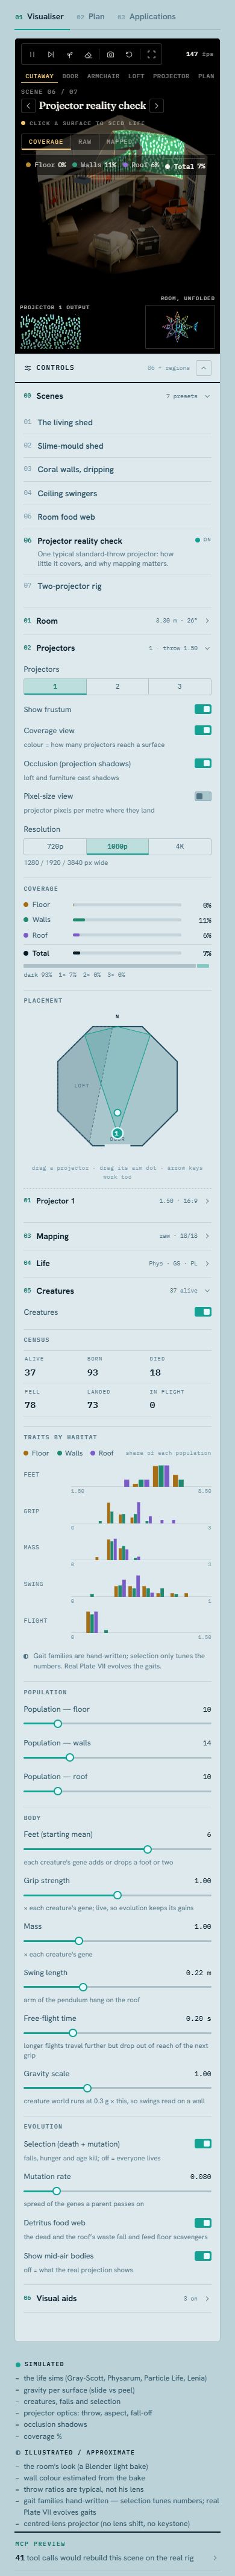 01 Visualiser 02 Plan 03 Applications
147 fps
CUTAWAY DOOR ARMCHAIR LOFT PROJECTOR PLAN
SCENE 06 / 07
Projector reality check
CLICK A SURFACE TO SEED LIFE
COVERAGE RAW MAPPED
Floor 0% Walls 11% Roof 6% Total 7%
PROJECTOR 1 OUTPUT
ROOM, UNFOLDED
CONTROLS
00 Scenes 7 presets
01 The living shed
02 Slime-mould shed
03 Coral walls, dripping
04 Ceiling swingers
05 Room food web
06 Projector reality check ON
One typical standard-throw projector: how
little it covers, and why mapping matters.
07 Two-projector rig
01 Room 3.30 m · 26°
02 Projectors 1 · throw 1.50
Projectors
1 2 3
Show frustum
Coverage view
colour = how many projectors reach a surface
Occlusion (projection shadows)
loft and furniture cast shadows
Pixel-size view
projector pixels per metre where they land
Resolution
720p 1080p 4K
1280 / 1920 / 3840 px wide
COVERAGE
Floor 0%
Walls 11%
Roof 6%
Total 7%
dark 93% 1× 7% 2× 0% 3× 0%
PLACEMENT
N
LOFT
1
drag a projector · drag its aim dot · arrow keys
work too
01 Projector 1 1.50 · 16:9
03 Mapping raw · 18/18
04 Life Phys · GS · PL
05 Creatures 37 alive
Creatures
CENSUS
ALIVE BORN DIED
37 93 18
FELL LANDED IN FLIGHT
78 73 0
TRAITS BY HABITAT
Floor Walls Roof share of each population
FEET
1.50 8.50
GRIP
0 3
MASS
0 3
SWING
0 1
FLIGHT
0 1.00
Gait families are hand-written; selection only tunes the
numbers. Real Plate VII evolves the gaits.
POPULATION
Population — floor 10
Population — walls 14
Population — roof 10
BODY
Feet (starting mean) 6
each creature's gene adds or drops a foot or two
Grip strength 1.00
× each creature's gene; live, so evolution keeps its gains
Mass 1.00
× each creature's gene
Swing length 0.22 m
arm of the pendulum hang on the roof
Free-flight time 0.20 s
longer flights travel further but drop out of reach of the next
grip
Gravity scale 1.00
creature world runs at 0.3 g × this, so swings read on a wall
EVOLUTION
Selection (death + mutation)
falls, hunger and age kill; off = everyone lives
Mutation rate 0.080
spread of the genes a parent passes on
Detritus food web
the dead and the roof's waste fall and feed floor scavengers
Show mid-air bodies
off = what the real projection shows
06 Visual aids 3 on
SIMULATED
– the life sims (Gray-Scott, Physarum, Particle Life, Lenia)
– gravity per surface (slide vs peel)
– creatures, falls and selection
– projector optics: throw, aspect, fall-off
– occlusion shadows
– coverage %
ILLUSTRATED / APPROXIMATE
– the room's look (a Blender light bake)
– wall colour estimated from the bake
– throw ratios are typical, not his lens
– gait families hand-written — selection tunes numbers; real
Plate VII evolves gaits
– centred-lens projector (no lens shift, no keystone)
MCP PREVIEW
41 tool calls would rebuild this scene on the real rig